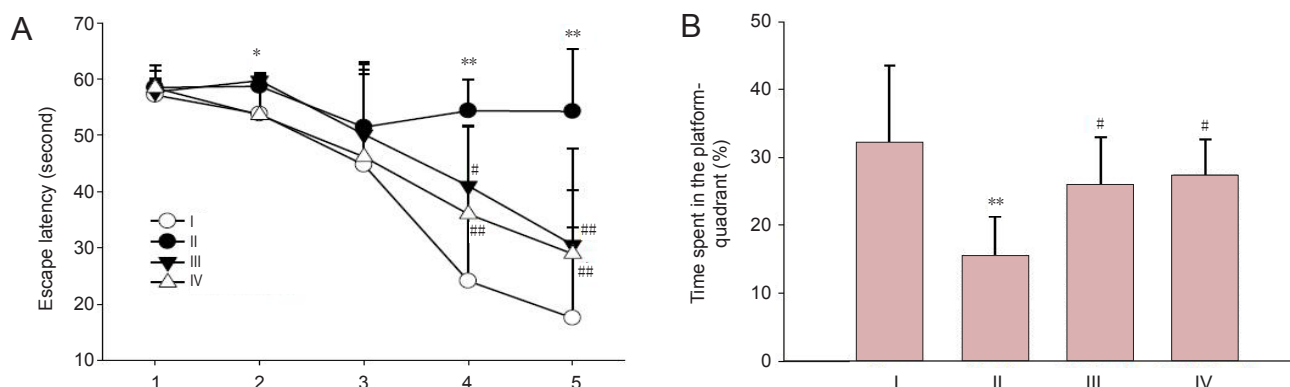 A
Escape latency (second)
70
60
50
40
30
20
10
*
**
**
#
##
##
##
I
II
III
IV
1
2
3
4
5
B
Time spent in the platform-
quadrant (%)
50
40
30
20
10
0
**
#
#
I
II
III
IV